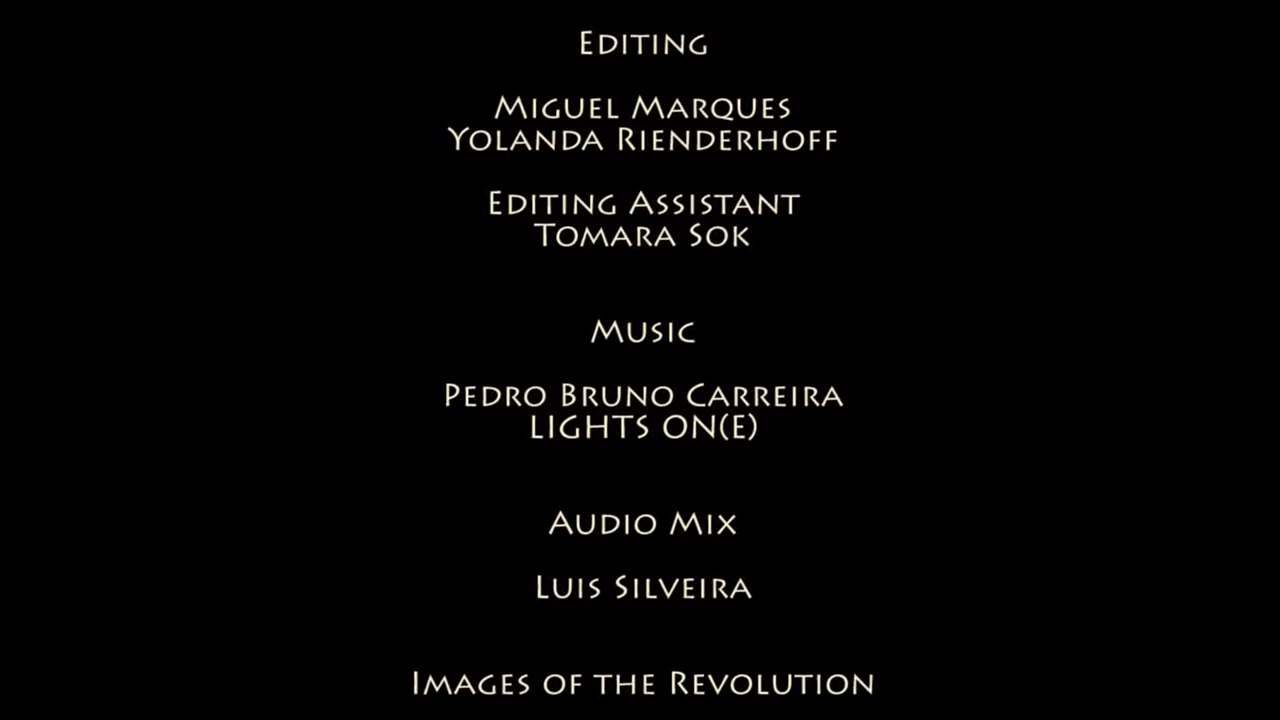 Editing
Miguel Marques
Yolanda Rienderhoff
Editing Assistant
Tomara Sok
Music
Pedro Bruno Carreira
LIGHTS ON(E)
Audio Mix
Luis Silveira
Images of the Revolution